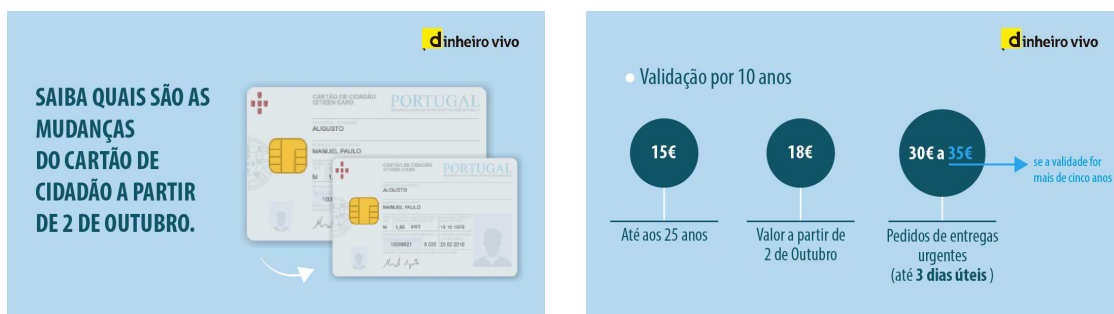 dinheiro vivo
SAIBA QUAIS SÃO AS
MUDANÇAS
DO CARTÃO DE
CIDADÃO A PARTIR
DE 2 DE OUTUBRO.
CARTÃO DE CIDADÃO
CITIZEN CARD
PORTUGAL
AUGUSTO
MANUEL PAULO
CARTÃO DE CIDADÃO
CITIZEN CARD
PORTUGAL
AUGUSTO
MANUEL PAULO
M 1,86 PRT
dinheiro vivo
Validação por 10 anos
15€
18€
30€ a 35€
se a validade for
mais de cinco anos
Até aos 25 anos
Valor a partir de
2 de Outubro
Pedidos de entregas
urgentes
(até 3 dias úteis )